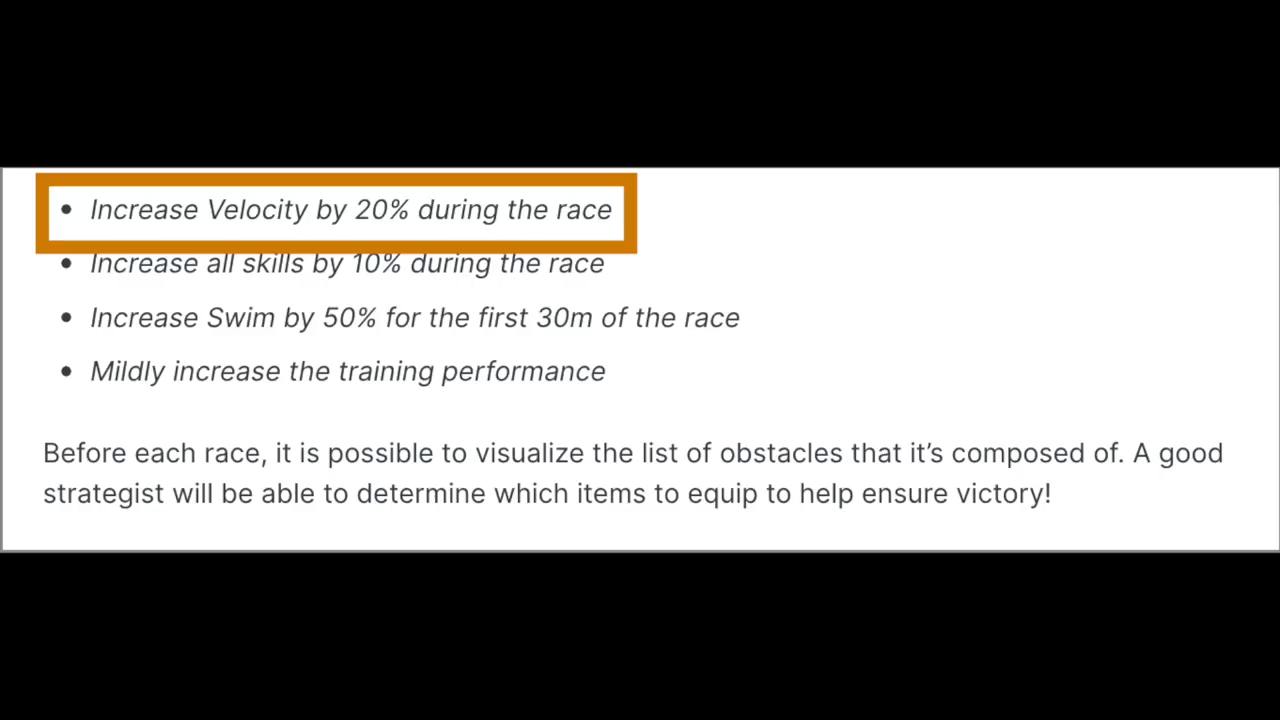 • Increase Velocity by 20% during the race
• Increase all skills by 10% during the race
• Increase Swim by 50% for the first 30m of the race
• Mildly increase the training performance
Before each race, it is possible to visualize the list of obstacles that it’s composed of. A good
strategist will be able to determine which items to equip to help ensure victory!